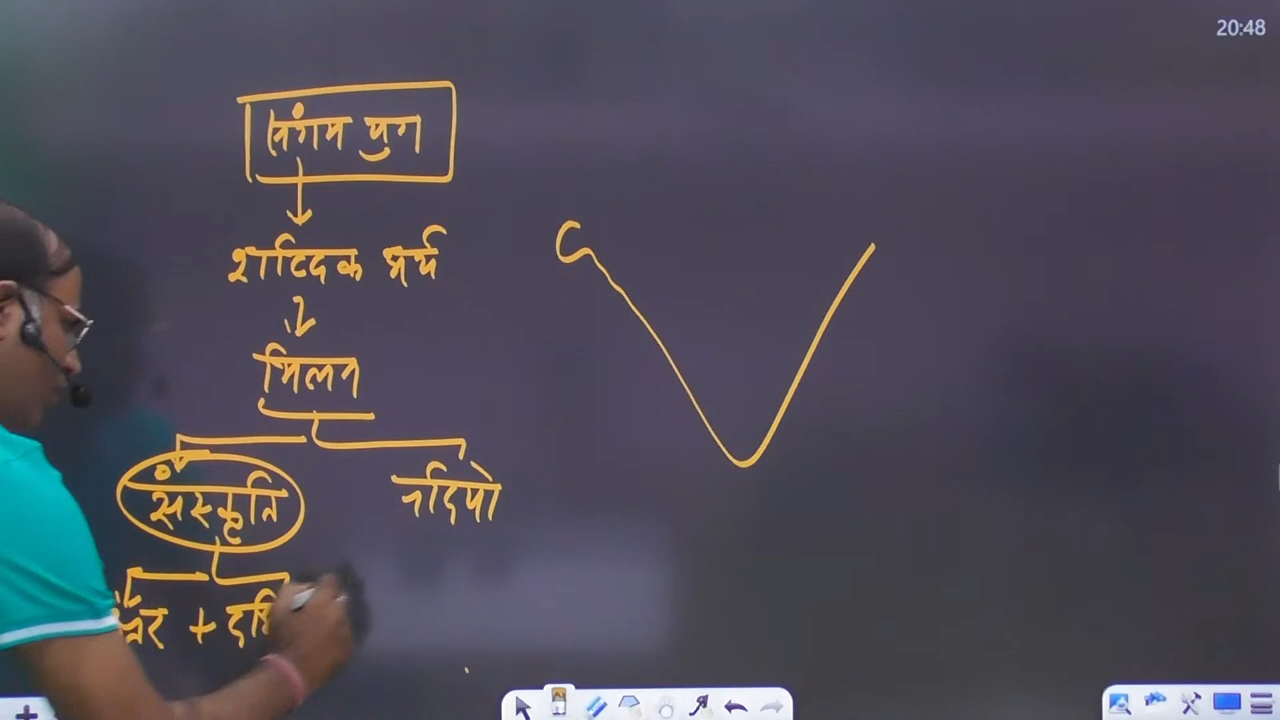 20:48
संगम युग
शाब्दिक अर्थ
मिलन
संस्कृति नदियो
+